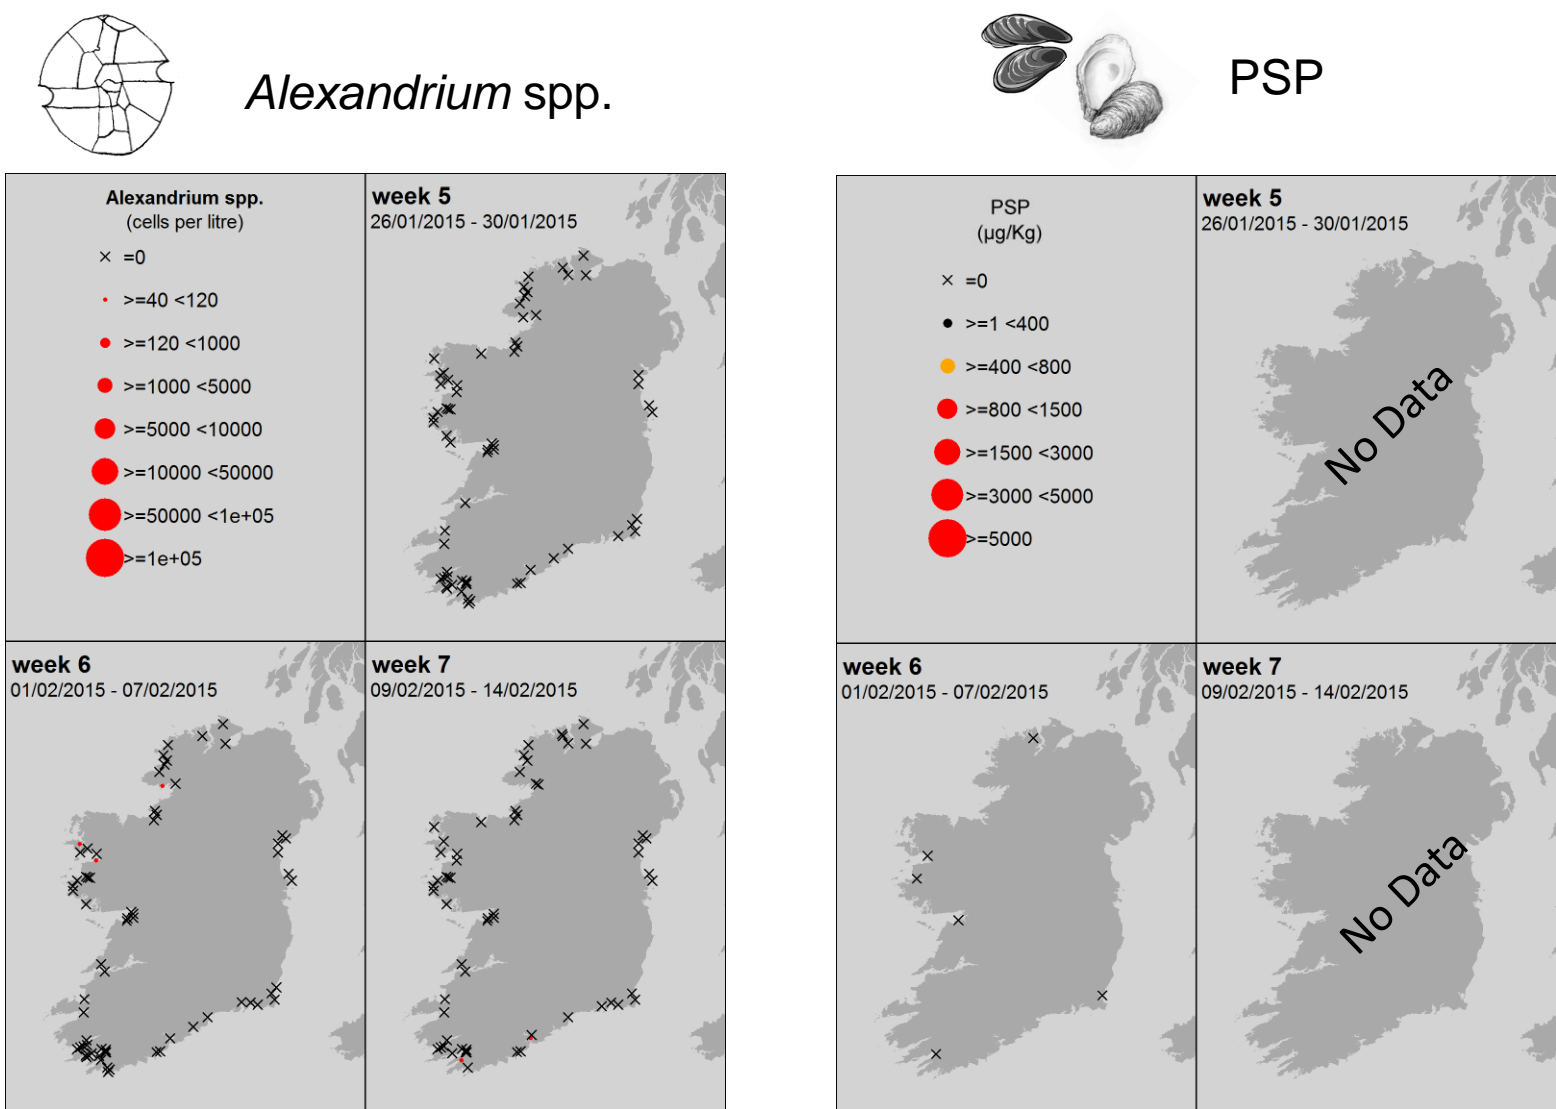 Alexandrium spp.
PSP
Alexandrium spp.
(cells per litre)
=0
>=40 <120
>=120 <1000
>=1000 <5000
>=5000 <10000
>=10000 <50000
>=50000 <1e+05
>=1e+05
week 5
26/01/2015 - 30/01/2015
week 6
01/02/2015 - 07/02/2015
week 7
09/02/2015 - 14/02/2015
PSP
(µg/Kg)
=0
>=1 <400
>=400 <800
>=800 <1500
>=1500 <3000
>=3000 <5000
>=5000
week 5
26/01/2015 - 30/01/2015
No Data
week 6
01/02/2015 - 07/02/2015
week 7
09/02/2015 - 14/02/2015
No Data